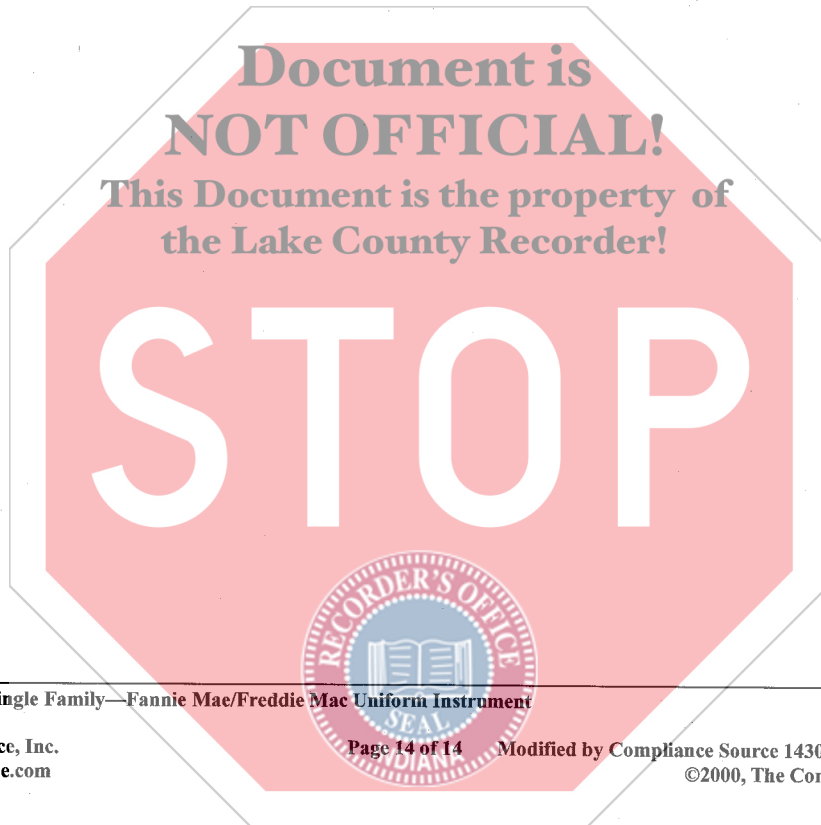 Document is
NOT OFFICIAL!
This Document is the property of
the Lake County Recorder!
STOP
RECORDER'S OFFICE
ingle Family—Fannie Mae/Freddie Mac Uniform Instrument
SEAL
ce, Inc.
Page 14 of 14
Modified by Compliance Source 1430
INDIANA
e.com
©2000, The Con